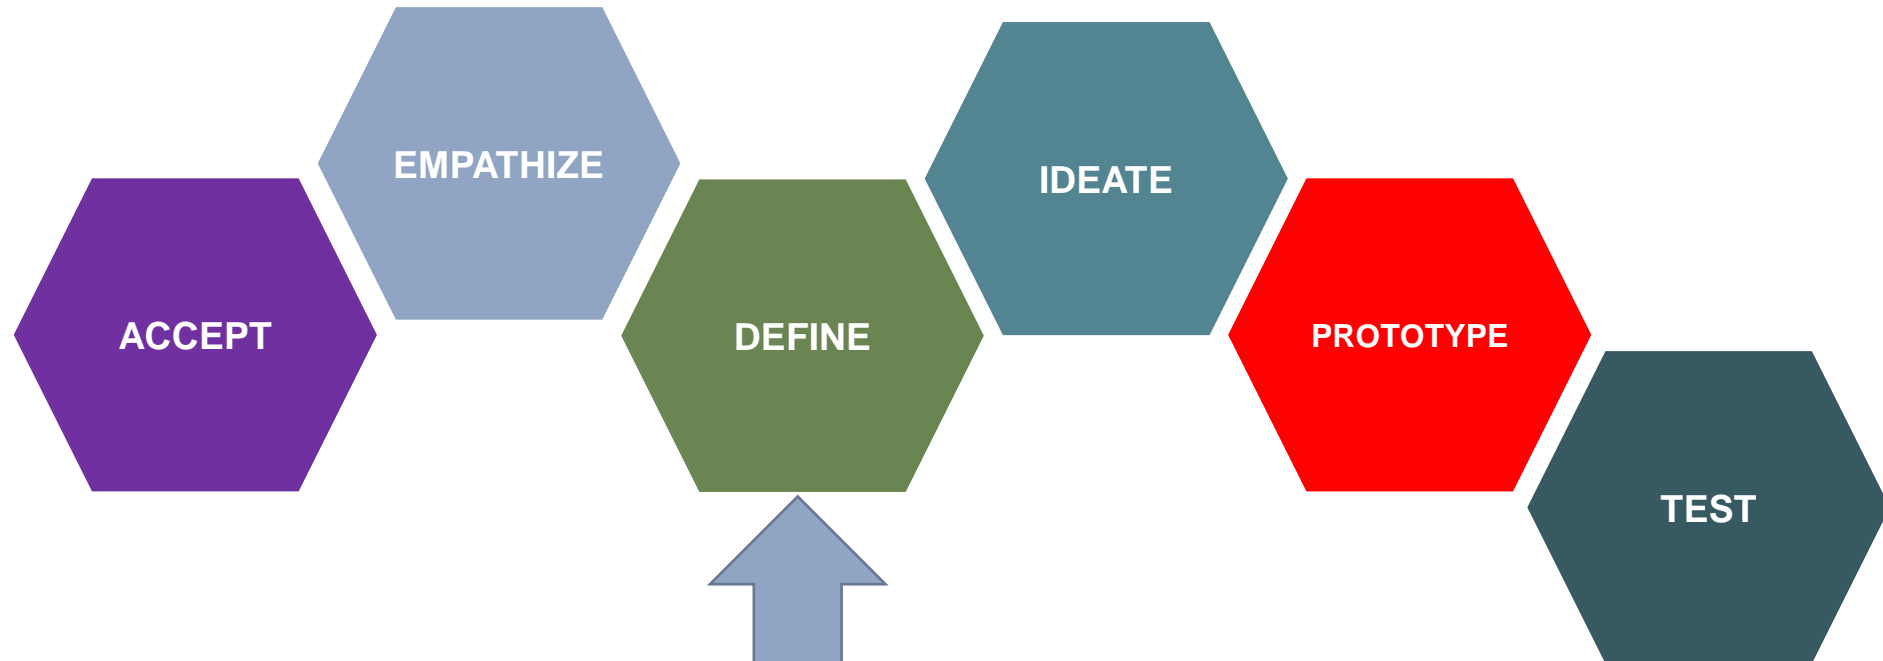 ACCEPT
EMPATHIZE
DEFINE
IDEATE
PROTOTYPE
TEST